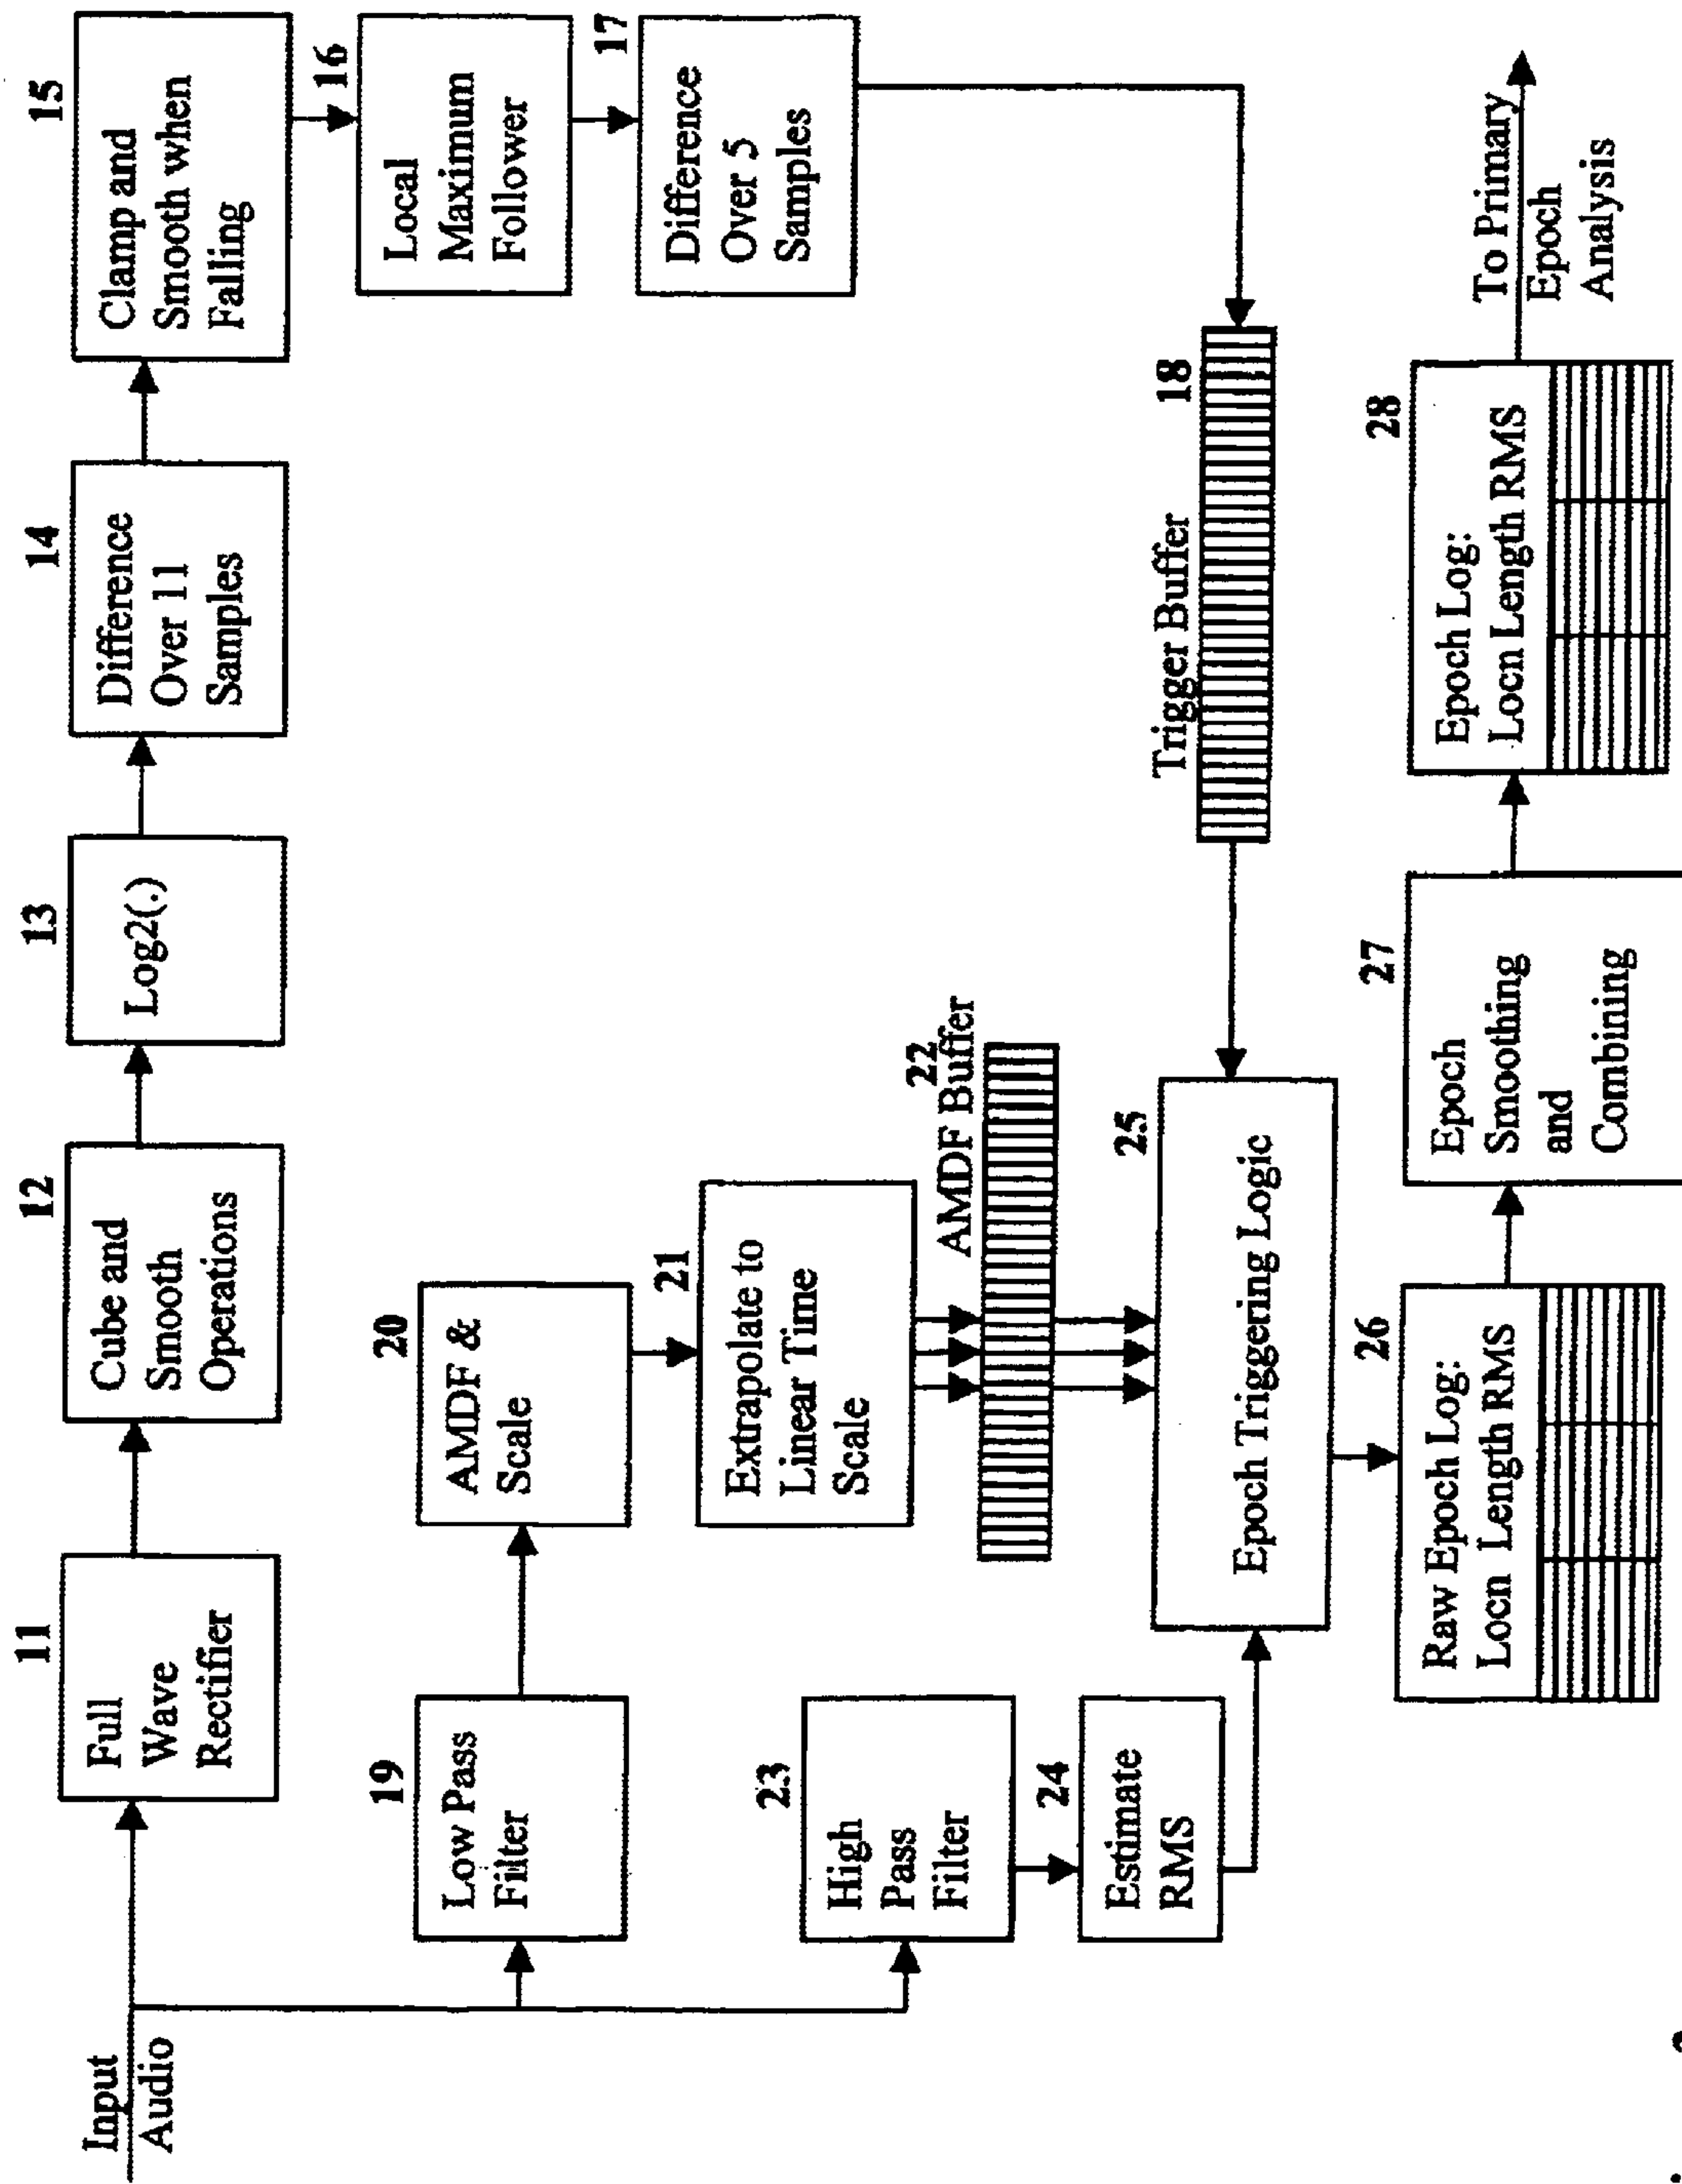 Input
Audio
11
Full
Wave
Rectifier
12
Cube and
Smooth
Operations
13
Log2(.)
14
Difference
Over 11
Samples
15
Clamp and
Smooth when
Falling
16
Local
Maximum
Follower
17
Difference
Over 5
Samples
18
Trigger Buffer
19
Low Pass
Filter
20
AMDF &
Scale
21
Extrapolate to
Linear Time
Scale
22
AMDF Buffer
23
High
Pass
Filter
24
Estimate
RMS
25
Epoch Triggering Logic
26
Raw Epoch Log:
Locn Length RMS
27
Epoch
Smoothing
and
Combining
28
Epoch Log:
Locn Length RMS
To Primary
Epoch
Analysis